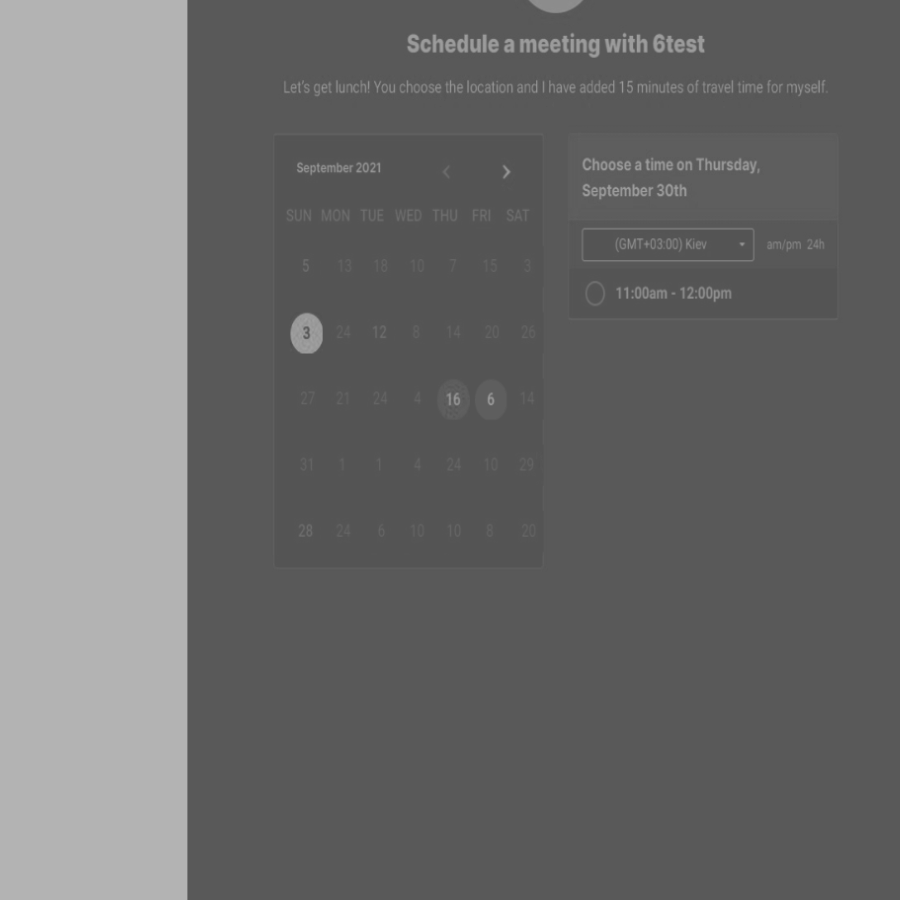 Schedule a meeting with 6test
Let's get lunch! You choose the location and I have added 15 minutes of travel time for myself.
September 2021
SUN MON TUE WED THU FRI SAT
5 13 18 10 7 15 3
3 24 12 8 14 20 26
27 21 24 4 16 6 14
31 1 1 4 24 10 29
28 24 6 10 10 8 20
Choose a time on Thursday,
September 30th
(GMT+03:00) Kiev am/pm 24h
11:00am - 12:00pm